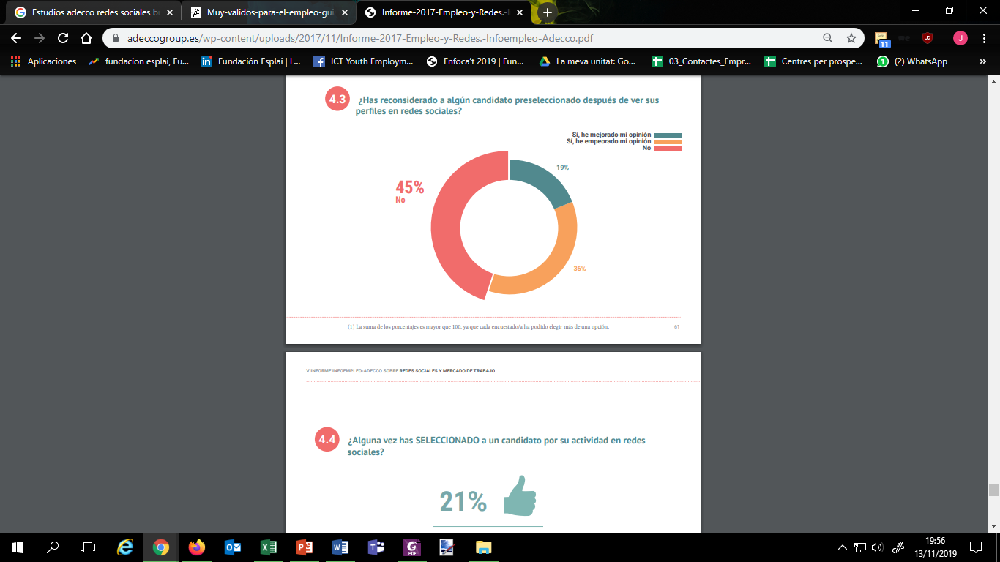 Estudios adecco redes sociales bu
Muy-validos-para-el-empleo-gui
Informe-2017-Empleo-y-Redes.-I
adeccogroup.es/wp-content/uploads/2017/11/Informe-2017-Empleo-y-Redes.-Infoempleo-Adecco.pdf
11
UD
J
Aplicaciones
fundacion esplai, Fu...
Fundación Esplai | L...
ICT Youth Employm...
Enfoca't 2019 | Fun...
La meva unitat: Go...
03_Contactes_Empr...
Centres per prospe...
(2) WhatsApp
»
4.3 ¿Has reconsiderado a algún candidato preseleccionado después de ver sus
perfiles en redes sociales?
Sí, he mejorado mi opinión
Sí, he empeorado mi opinión
No
19%
45%
No
36%
(1) La suma de los porcentajes es mayor que 100, ya que cada encuestado/a ha podido elegir más de una opción.
61
V INFORME INFOEMPLEO-ADECCO SOBRE REDES SOCIALES Y MERCADO DE TRABAJO
4.4 ¿Alguna vez has SELECCIONADO a un candidato por su actividad en redes
sociales?
21%
19:56
13/11/2019